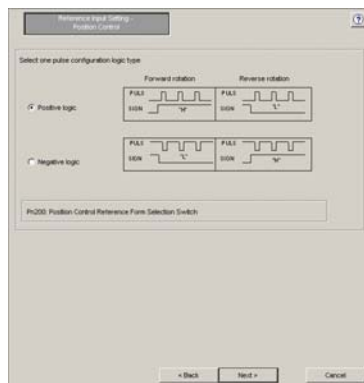 Reference Input Setting -
Position Control
Select one pulse configuration logic type
Forward rotation Reverse rotation
PULS PULS
Positive logic
SIGN "H" SIGN "L"
PULS PULS
Negative logic
SIGN "L" SIGN "H"
Pn200: Position Control Reference Form Selection Switch
< Back Next > Cancel